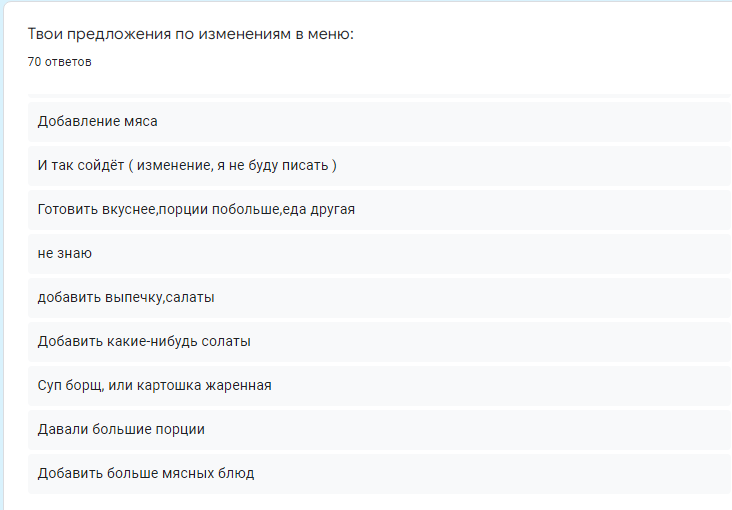 Твои предложения по изменениям в меню:
70 ответов
Добавление мяса
И так сойдёт ( изменение, я не буду писать )
Готовить вкуснее,порции побольше,еда другая
не знаю
добавить выпечку,салаты
Добавить какие-нибудь солаты
Суп борщ, или картошка жаренная
Давали большие порции
Добавить больше мясных блюд